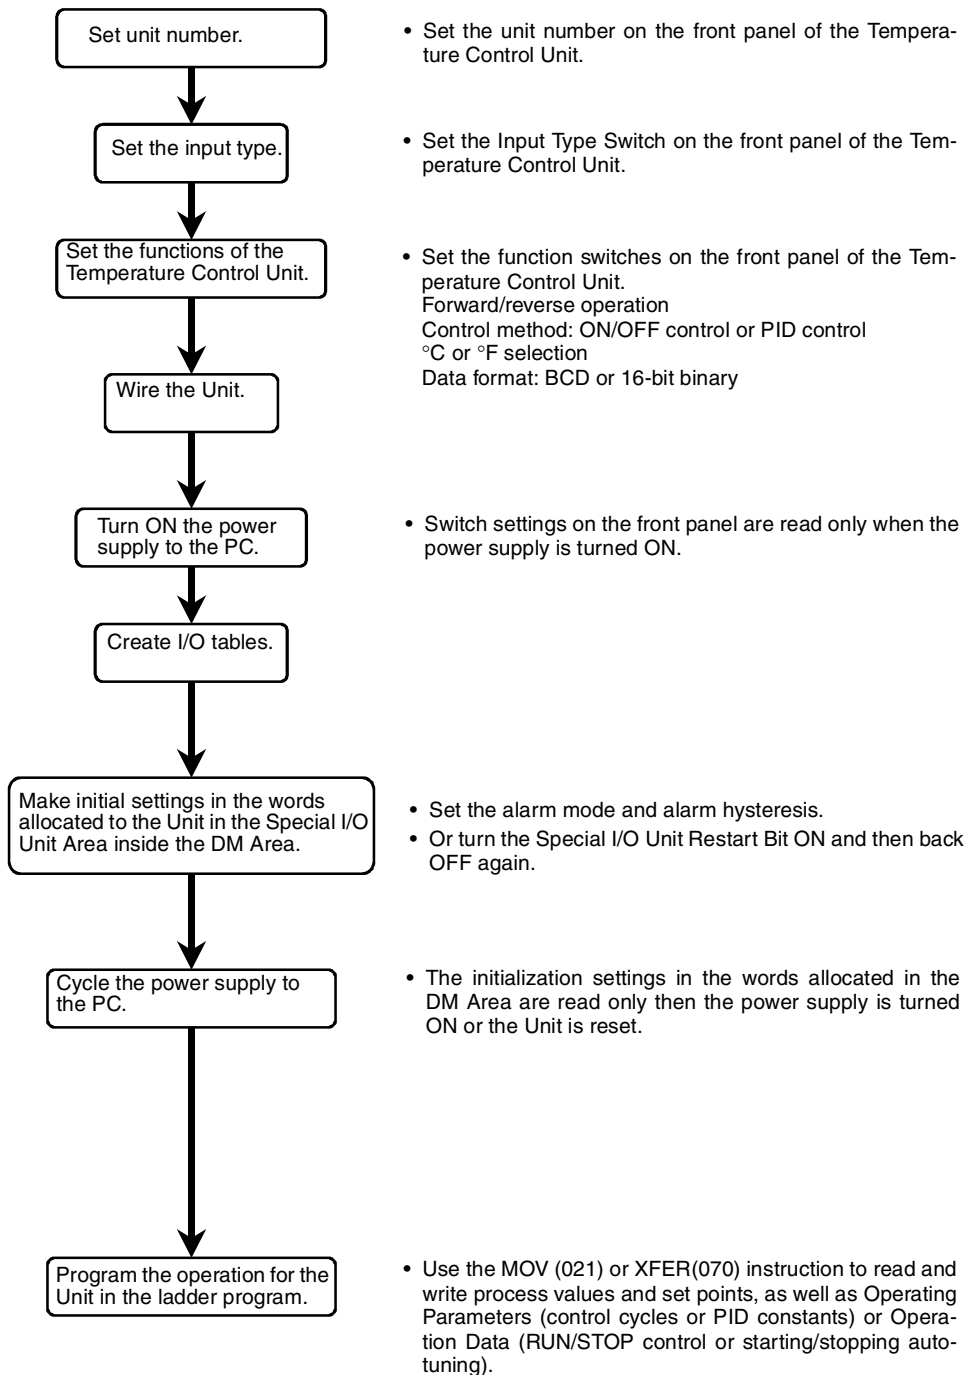 Set unit number.
• Set the unit number on the front panel of the Tempera-
ture Control Unit.
Set the input type.
• Set the Input Type Switch on the front panel of the Tem-
perature Control Unit.
Set the functions of the
Temperature Control Unit.
• Set the function switches on the front panel of the Tem-
perature Control Unit.
Forward/reverse operation
Control method: ON/OFF control or PID control
°C or °F selection
Data format: BCD or 16-bit binary
Wire the Unit.
Turn ON the power
supply to the PC.
• Switch settings on the front panel are read only when the
power supply is turned ON.
Create I/O tables.
Make initial settings in the words
allocated to the Unit in the Special I/O
Unit Area inside the DM Area.
• Set the alarm mode and alarm hysteresis.
• Or turn the Special I/O Unit Restart Bit ON and then back
OFF again.
Cycle the power supply to
the PC.
• The initialization settings in the words allocated in the
DM Area are read only then the power supply is turned
ON or the Unit is reset.
Program the operation for the
Unit in the ladder program.
• Use the MOV (021) or XFER(070) instruction to read and
write process values and set points, as well as Operating
Parameters (control cycles or PID constants) or Opera-
tion Data (RUN/STOP control or starting/stopping auto-
tuning).